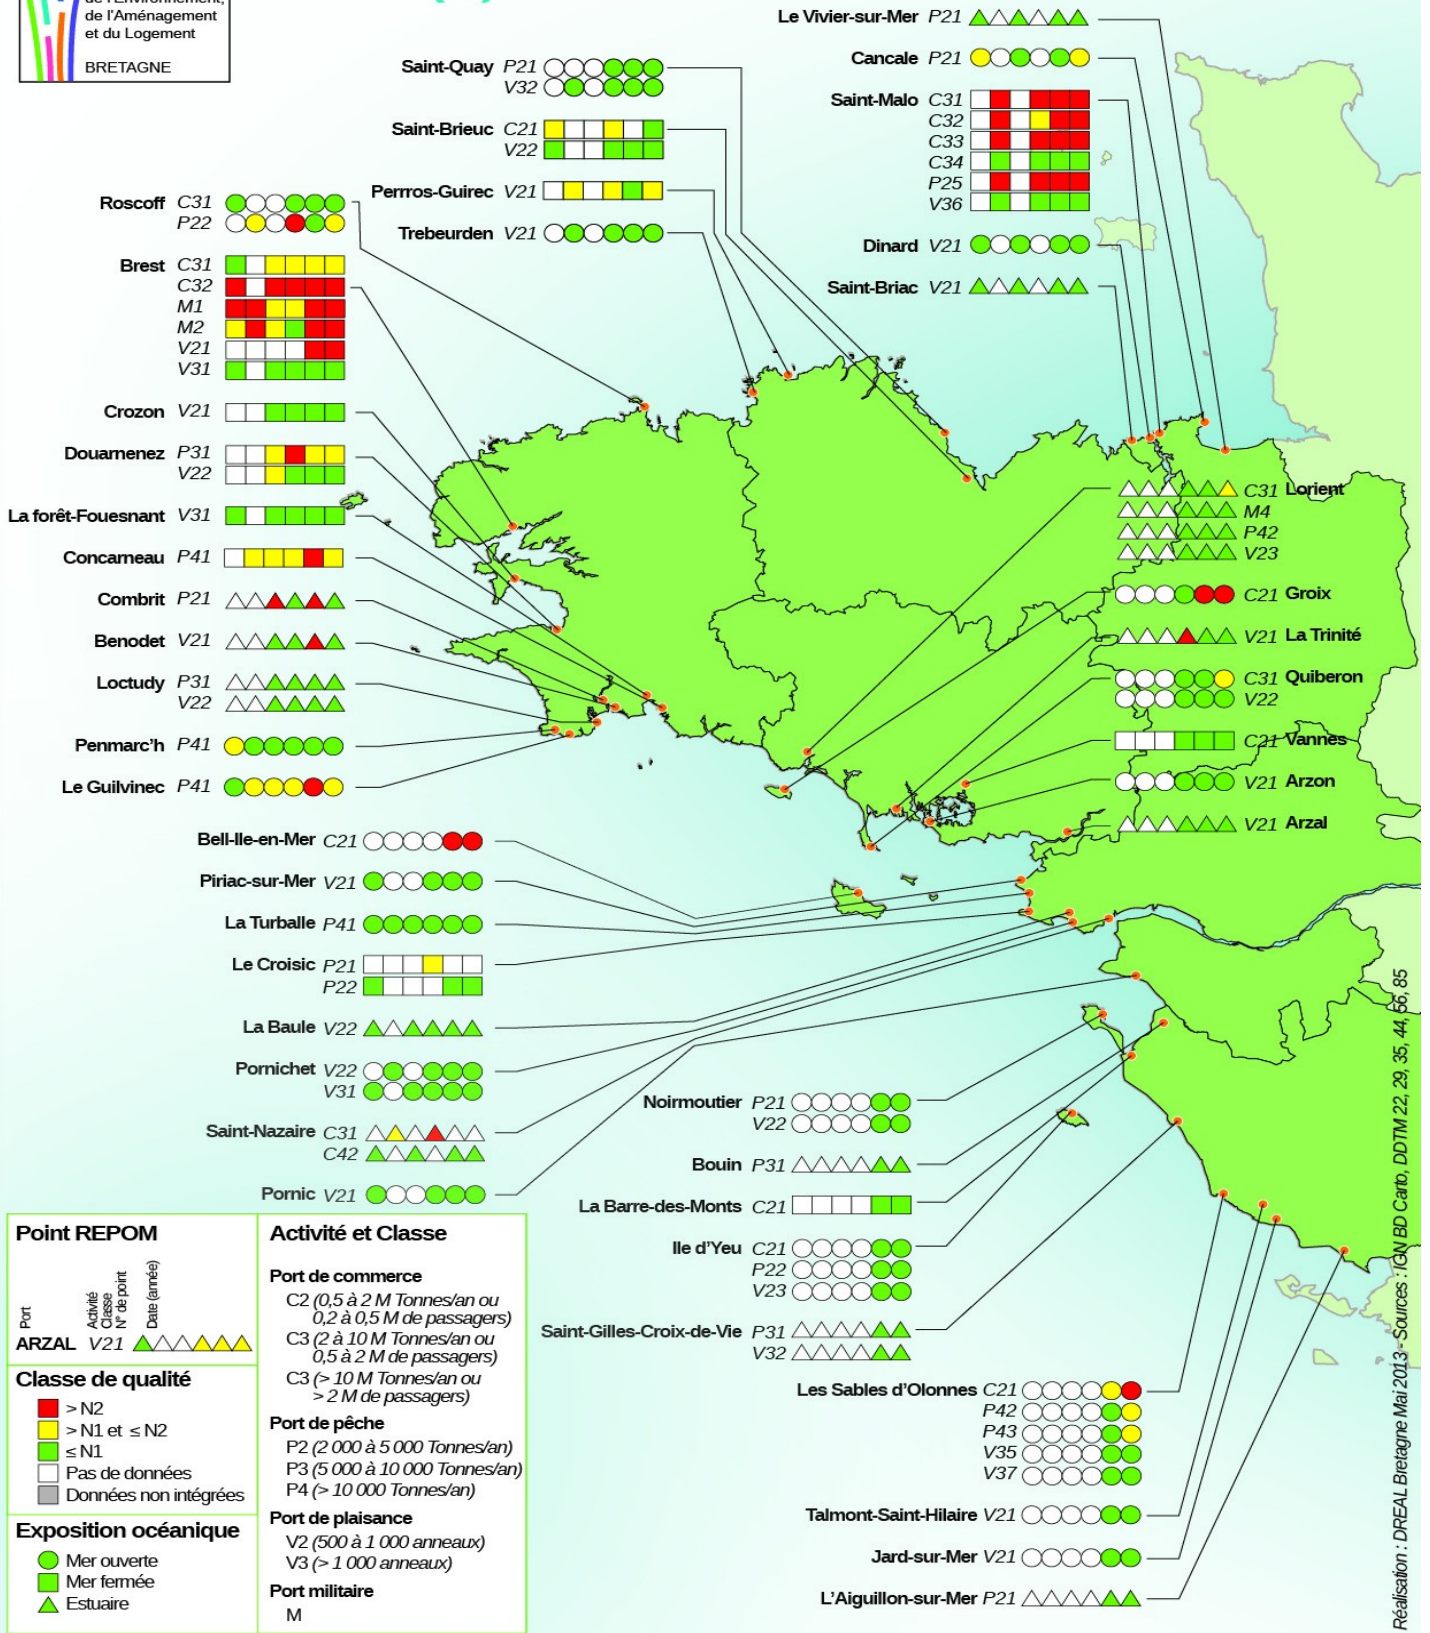 de l'Environnement,
de l'Aménagement
et du Logement
BRETAGNE
Le Vivier-sur-Mer P21
Cancale P21
Saint-Malo C31
C32
C33
C34
P25
V36
Dinard V21
Saint-Briac V21
Saint-Quay P21
V32
Saint-Brieuc C21
V22
Perrros-Guirec V21
Trebeurden V21
Roscoff C31
P22
Brest C31
C32
M1
M2
V21
V31
Crozon V21
Douarnenez P31
V22
La forêt-Fouesnant V31
Concarneau P41
Combrit P21
Benodet V21
Loctudy P31
V22
Penmarc'h P41
Le Guilvinec P41
C31 Lorient
M4
P42
V23
C21 Groix
V21 La Trinité
C31 Quiberon
V22
C21 Vannes
V21 Arzon
V21 Arzal
Bell-Ile-en-Mer C21
Piriac-sur-Mer V21
La Turballe P41
Le Croisic P21
P22
La Baule V22
Pornichet V22
V31
Saint-Nazaire C31
C42
Pornic V21
Noirmoutier P21
V22
Bouin P31
La Barre-des-Monts C21
Ile d'Yeu C21
P22
V23
Saint-Gilles-Croix-de-Vie P31
V32
Les Sables d'Olonnes C21
P42
P43
V35
V37
Talmont-Saint-Hilaire V21
Jard-sur-Mer V21
L'Aiguillon-sur-Mer P21
Point REPOM
Port
Activité
Classe
N° de point
Date (année)
ARZAL V21
Classe de qualité
> N2
> N1 et ≤ N2
≤ N1
Pas de données
Données non intégrées
Exposition océanique
Mer ouverte
Mer fermée
Estuaire
Activité et Classe
Port de commerce
C2 (0,5 à 2 M Tonnes/an ou
0,2 à 0,5 M de passagers)
C3 (2 à 10 M Tonnes/an ou
0,5 à 2 M de passagers)
C3 (> 10 M Tonnes/an ou
> 2 M de passagers)
Port de pêche
P2 (2 000 à 5 000 Tonnes/an)
P3 (5 000 à 10 000 Tonnes/an)
P4 (> 10 000 Tonnes/an)
Port de plaisance
V2 (500 à 1 000 anneaux)
V3 (> 1 000 anneaux)
Port militaire
M
Réalisation : DREAL Bretagne Mai 2013 - Sources : IGN BD Carto, DDTM 22, 29, 35, 44, 56, 85